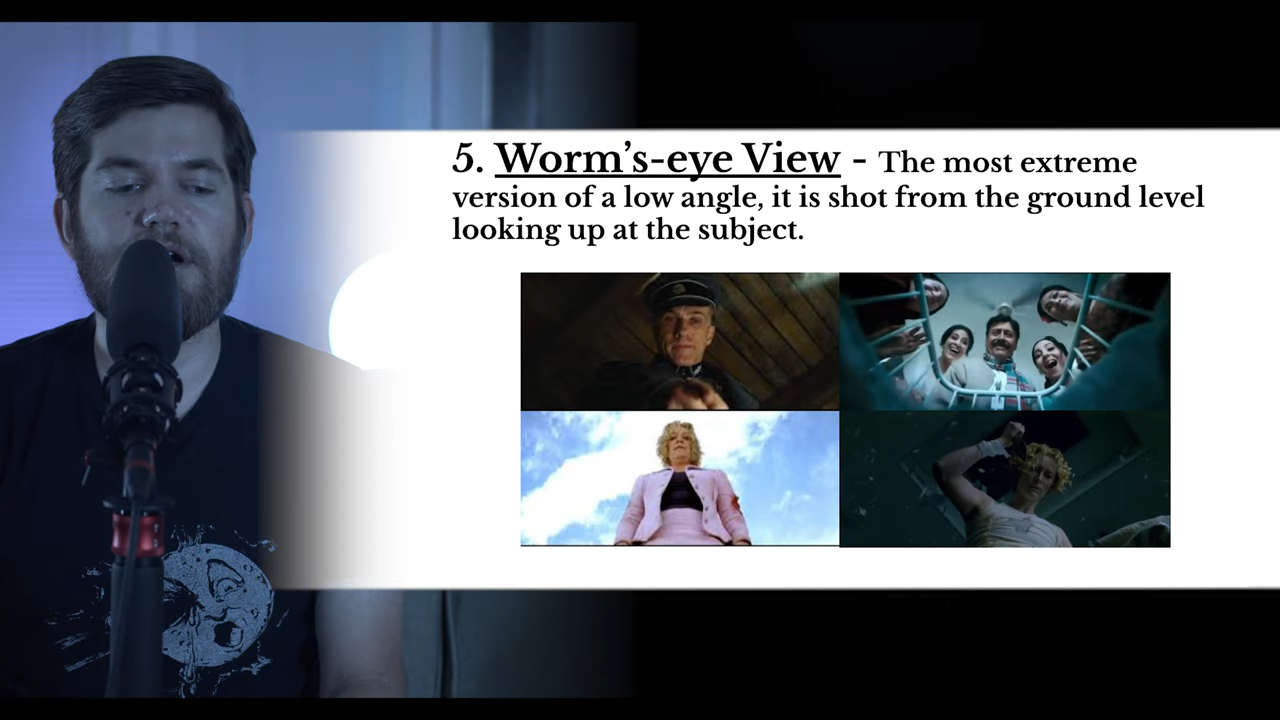 5. Worm’s-eye View - The most extreme
version of a low angle, it is shot from the ground level
looking up at the subject.